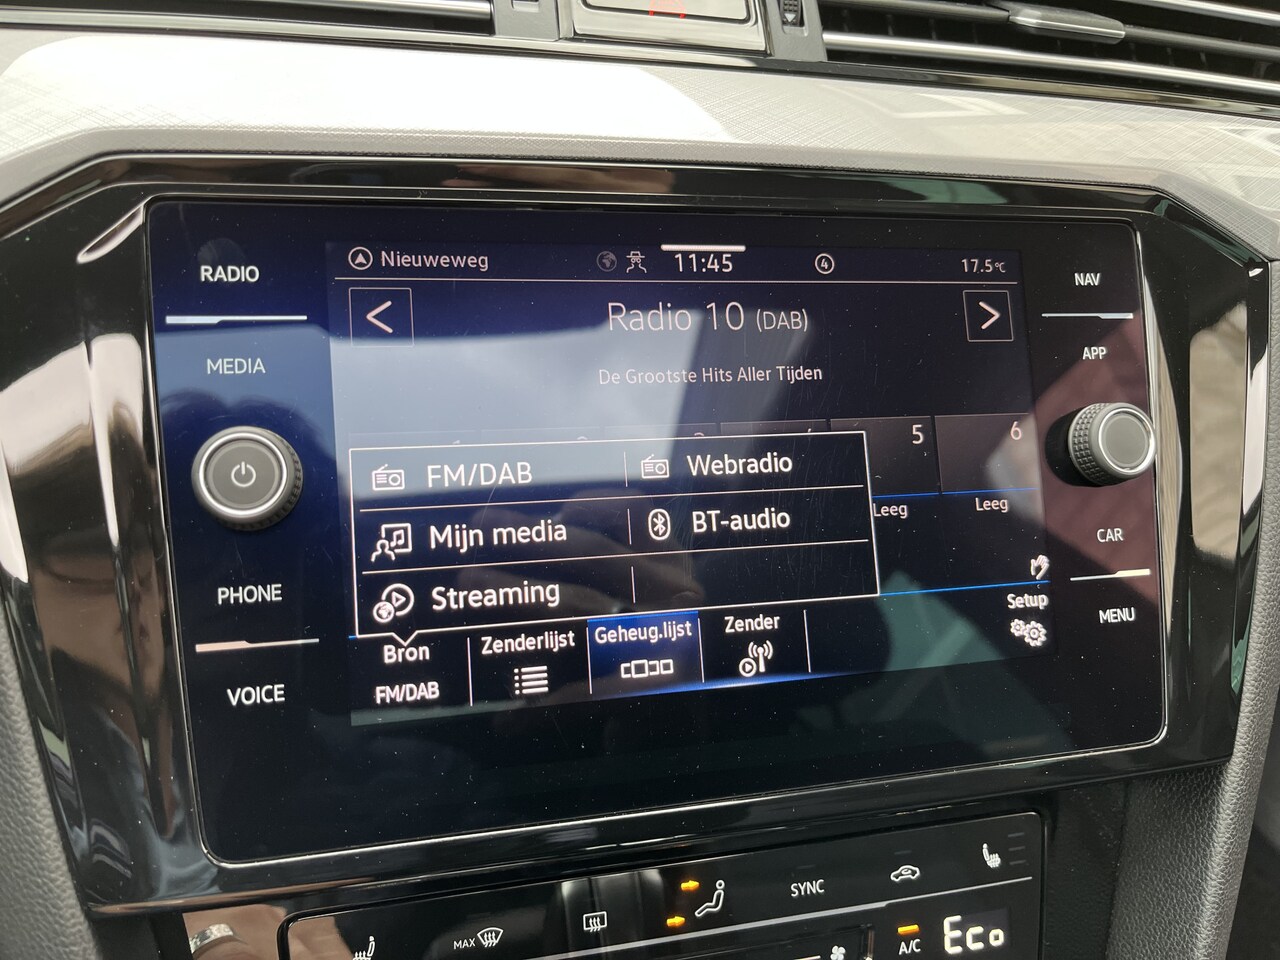 RADIO
MEDIA
PHONE
VOICE
Nieuweweg
11:45
4
17.5°C
Radio 10 (DAB)
De Grootste Hits Aller Tijden
5
6
Leeg
Leeg
FM/DAB
Webradio
Mijn media
BT-audio
Streaming
Bron
FM/DAB
Zenderlijst
Geheug.lijst
Zender
Setup
NAV
APP
CAR
MENU
MAX
SYNC
A/C
Eco